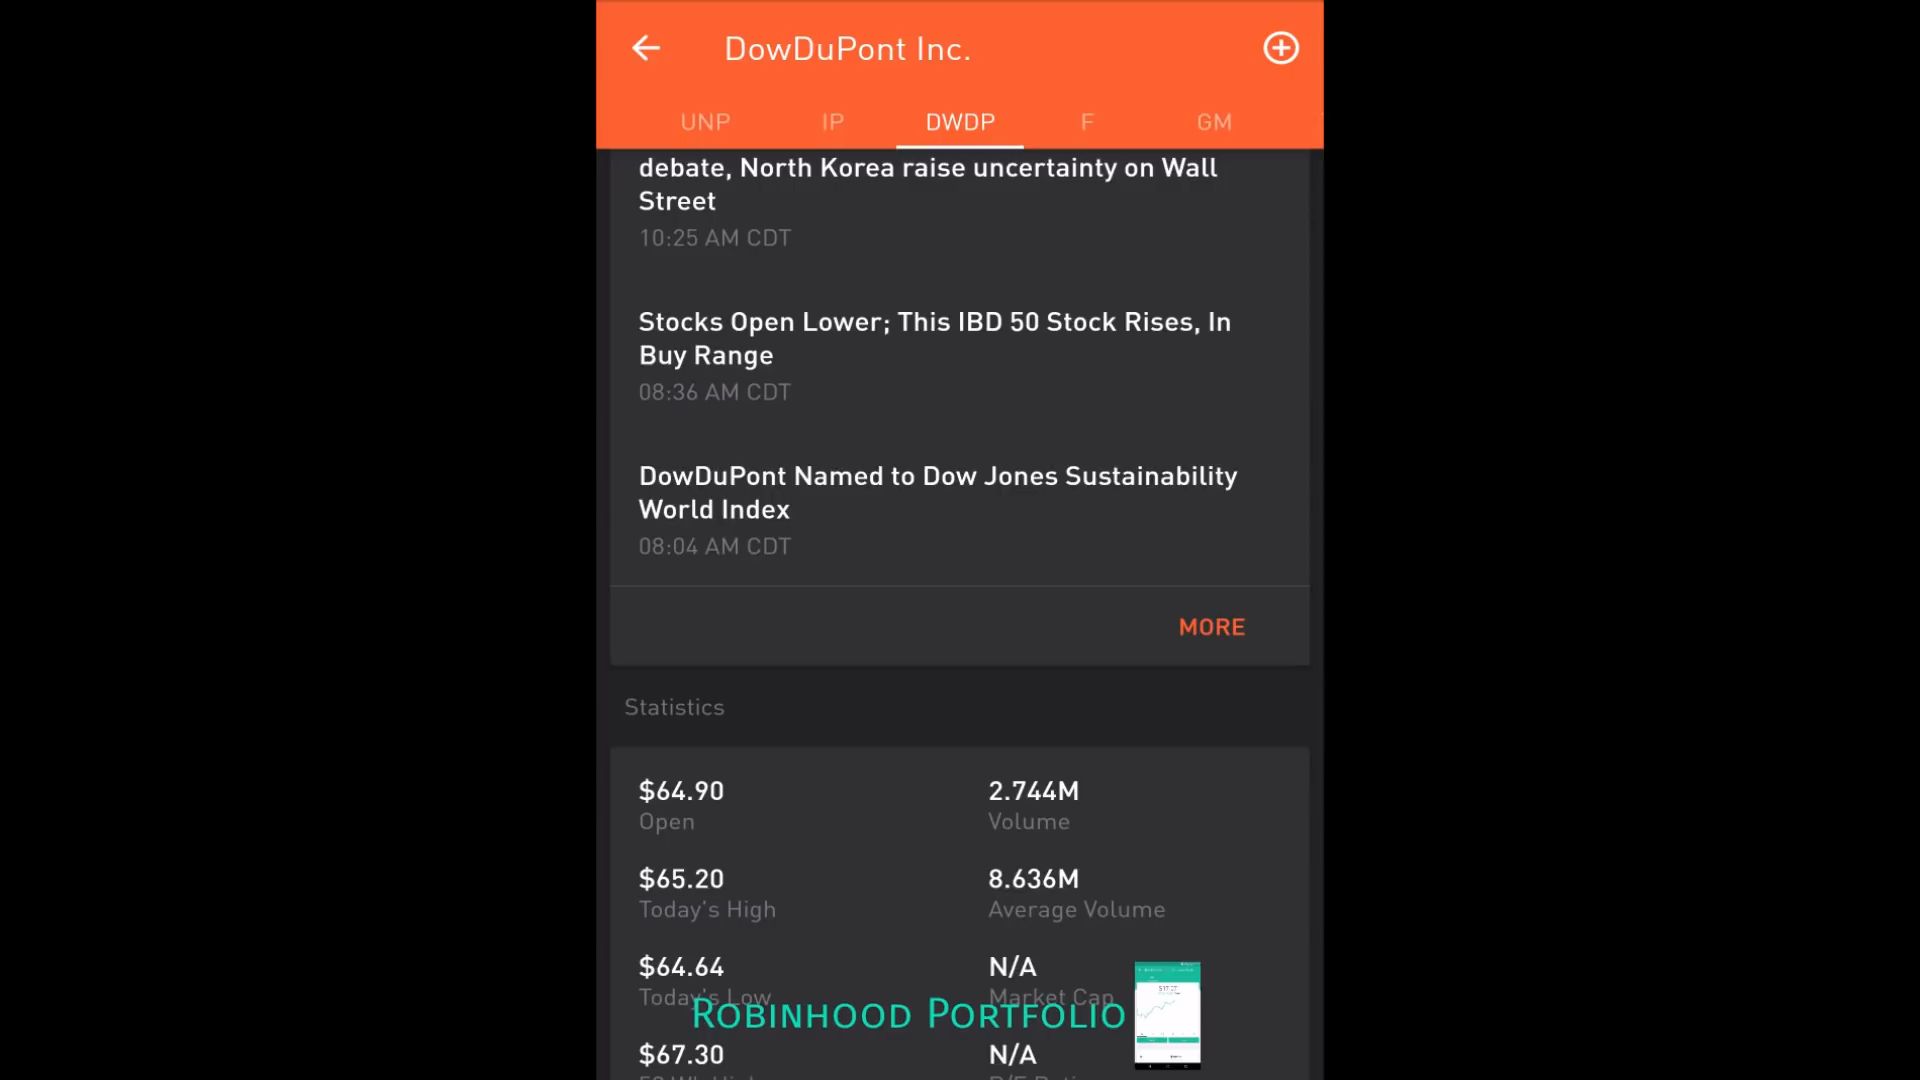 DowDuPont Inc.
UNP IP DWDP F GM
debate, North Korea raise uncertainty on Wall
Street
10:25 AM CDT
Stocks Open Lower; This IBD 50 Stock Rises, In
Buy Range
08:36 AM CDT
DowDuPont Named to Dow Jones Sustainability
World Index
08:04 AM CDT
MORE
Statistics
$64.90 2.744M
Open Volume
$65.20 8.636M
Today's High Average Volume
$64.64 N/A
Today's Low Market Cap
ROBINHOOD PORTFOLIO
$67.30 N/A